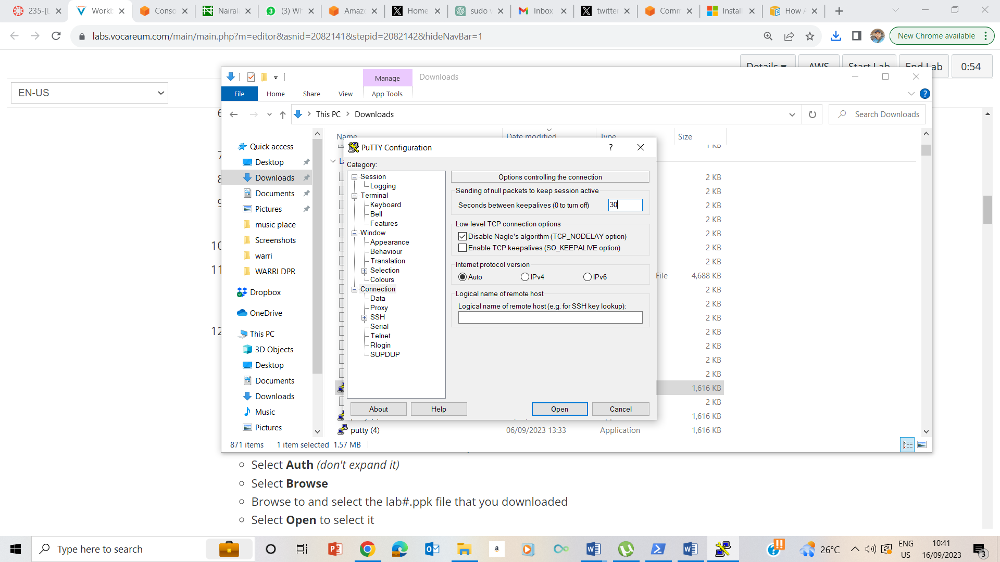 235-[L
Workb
Conso
Nairal
(3) Wh
Amazo
Home
sudo v
Inbox
twitter
Comm
Install
How A
labs.vocareum.com/main/main.php?m=editor&asnid=2082141&stepid=2082142&hideNavBar=1
New Chrome available
Details
AWS
Start Lab
End Lab
0:54
EN-US
Manage
Downloads
File
Home
Share
View
App Tools
This PC
Downloads
Search Downloads
Name
Date modified
Type
Size
1 KB
Quick access
Desktop
Downloads
Documents
Pictures
music place
Screenshots
warri
WARRI DPR
Dropbox
OneDrive
This PC
3D Objects
Desktop
Documents
Downloads
Music
Pictures
6
7
8
9
10
11
12
PuTTY Configuration
?
Category:
Session
Logging
Terminal
Keyboard
Bell
Features
Window
Appearance
Behaviour
Translation
Selection
Colours
Connection
Data
Proxy
SSH
Serial
Telnet
Rlogin
SUPDUP
Options controlling the connection
Sending of null packets to keep session active
Seconds between keepalives (0 to turn off)
30
Low-level TCP connection options
Disable Nagle's algorithm (TCP_NODELAY option)
Enable TCP keepalives (SO_KEEPALIVE option)
Internet protocol version
Auto
IPv4
IPv6
Logical name of remote host
Logical name of remote host (e.g. for SSH key lookup):
About
Help
Open
Cancel
2 KB
2 KB
2 KB
2 KB
2 KB
2 KB
2 KB
File 4,688 KB
2 KB
2 KB
2 KB
2 KB
2 KB
2 KB
2 KB
1,616 KB
2 KB
1,616 KB
putty (4) 06/09/2023 13:33 Application 1,616 KB
871 items 1 item selected 1.57 MB
Select Auth (don't expand it)
Select Browse
Browse to and select the lab#.ppk file that you downloaded
Select Open to select it
Type here to search
26°C
ENG
US
10:41
16/09/2023
3